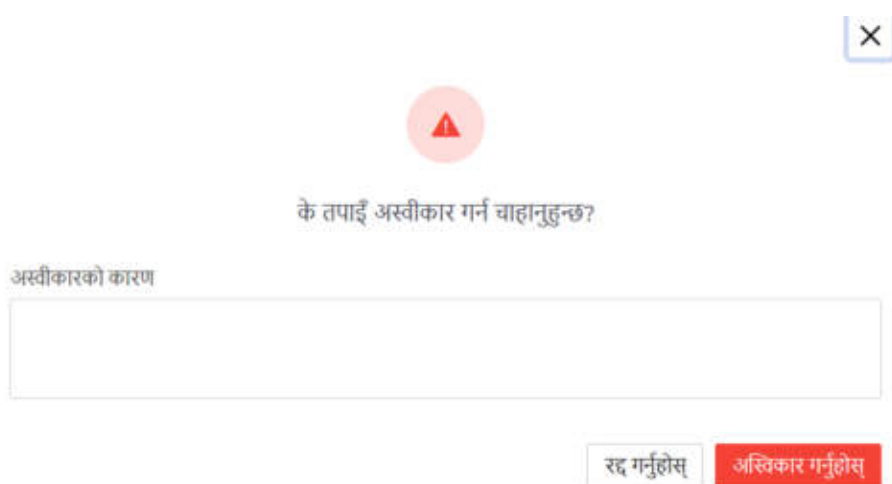 के तपाइँ अस्वीकार गर्न चाहानुहुन्छ?
अस्वीकारको कारण
रद्द गर्नुहोस्
अस्विकार गर्नुहोस्